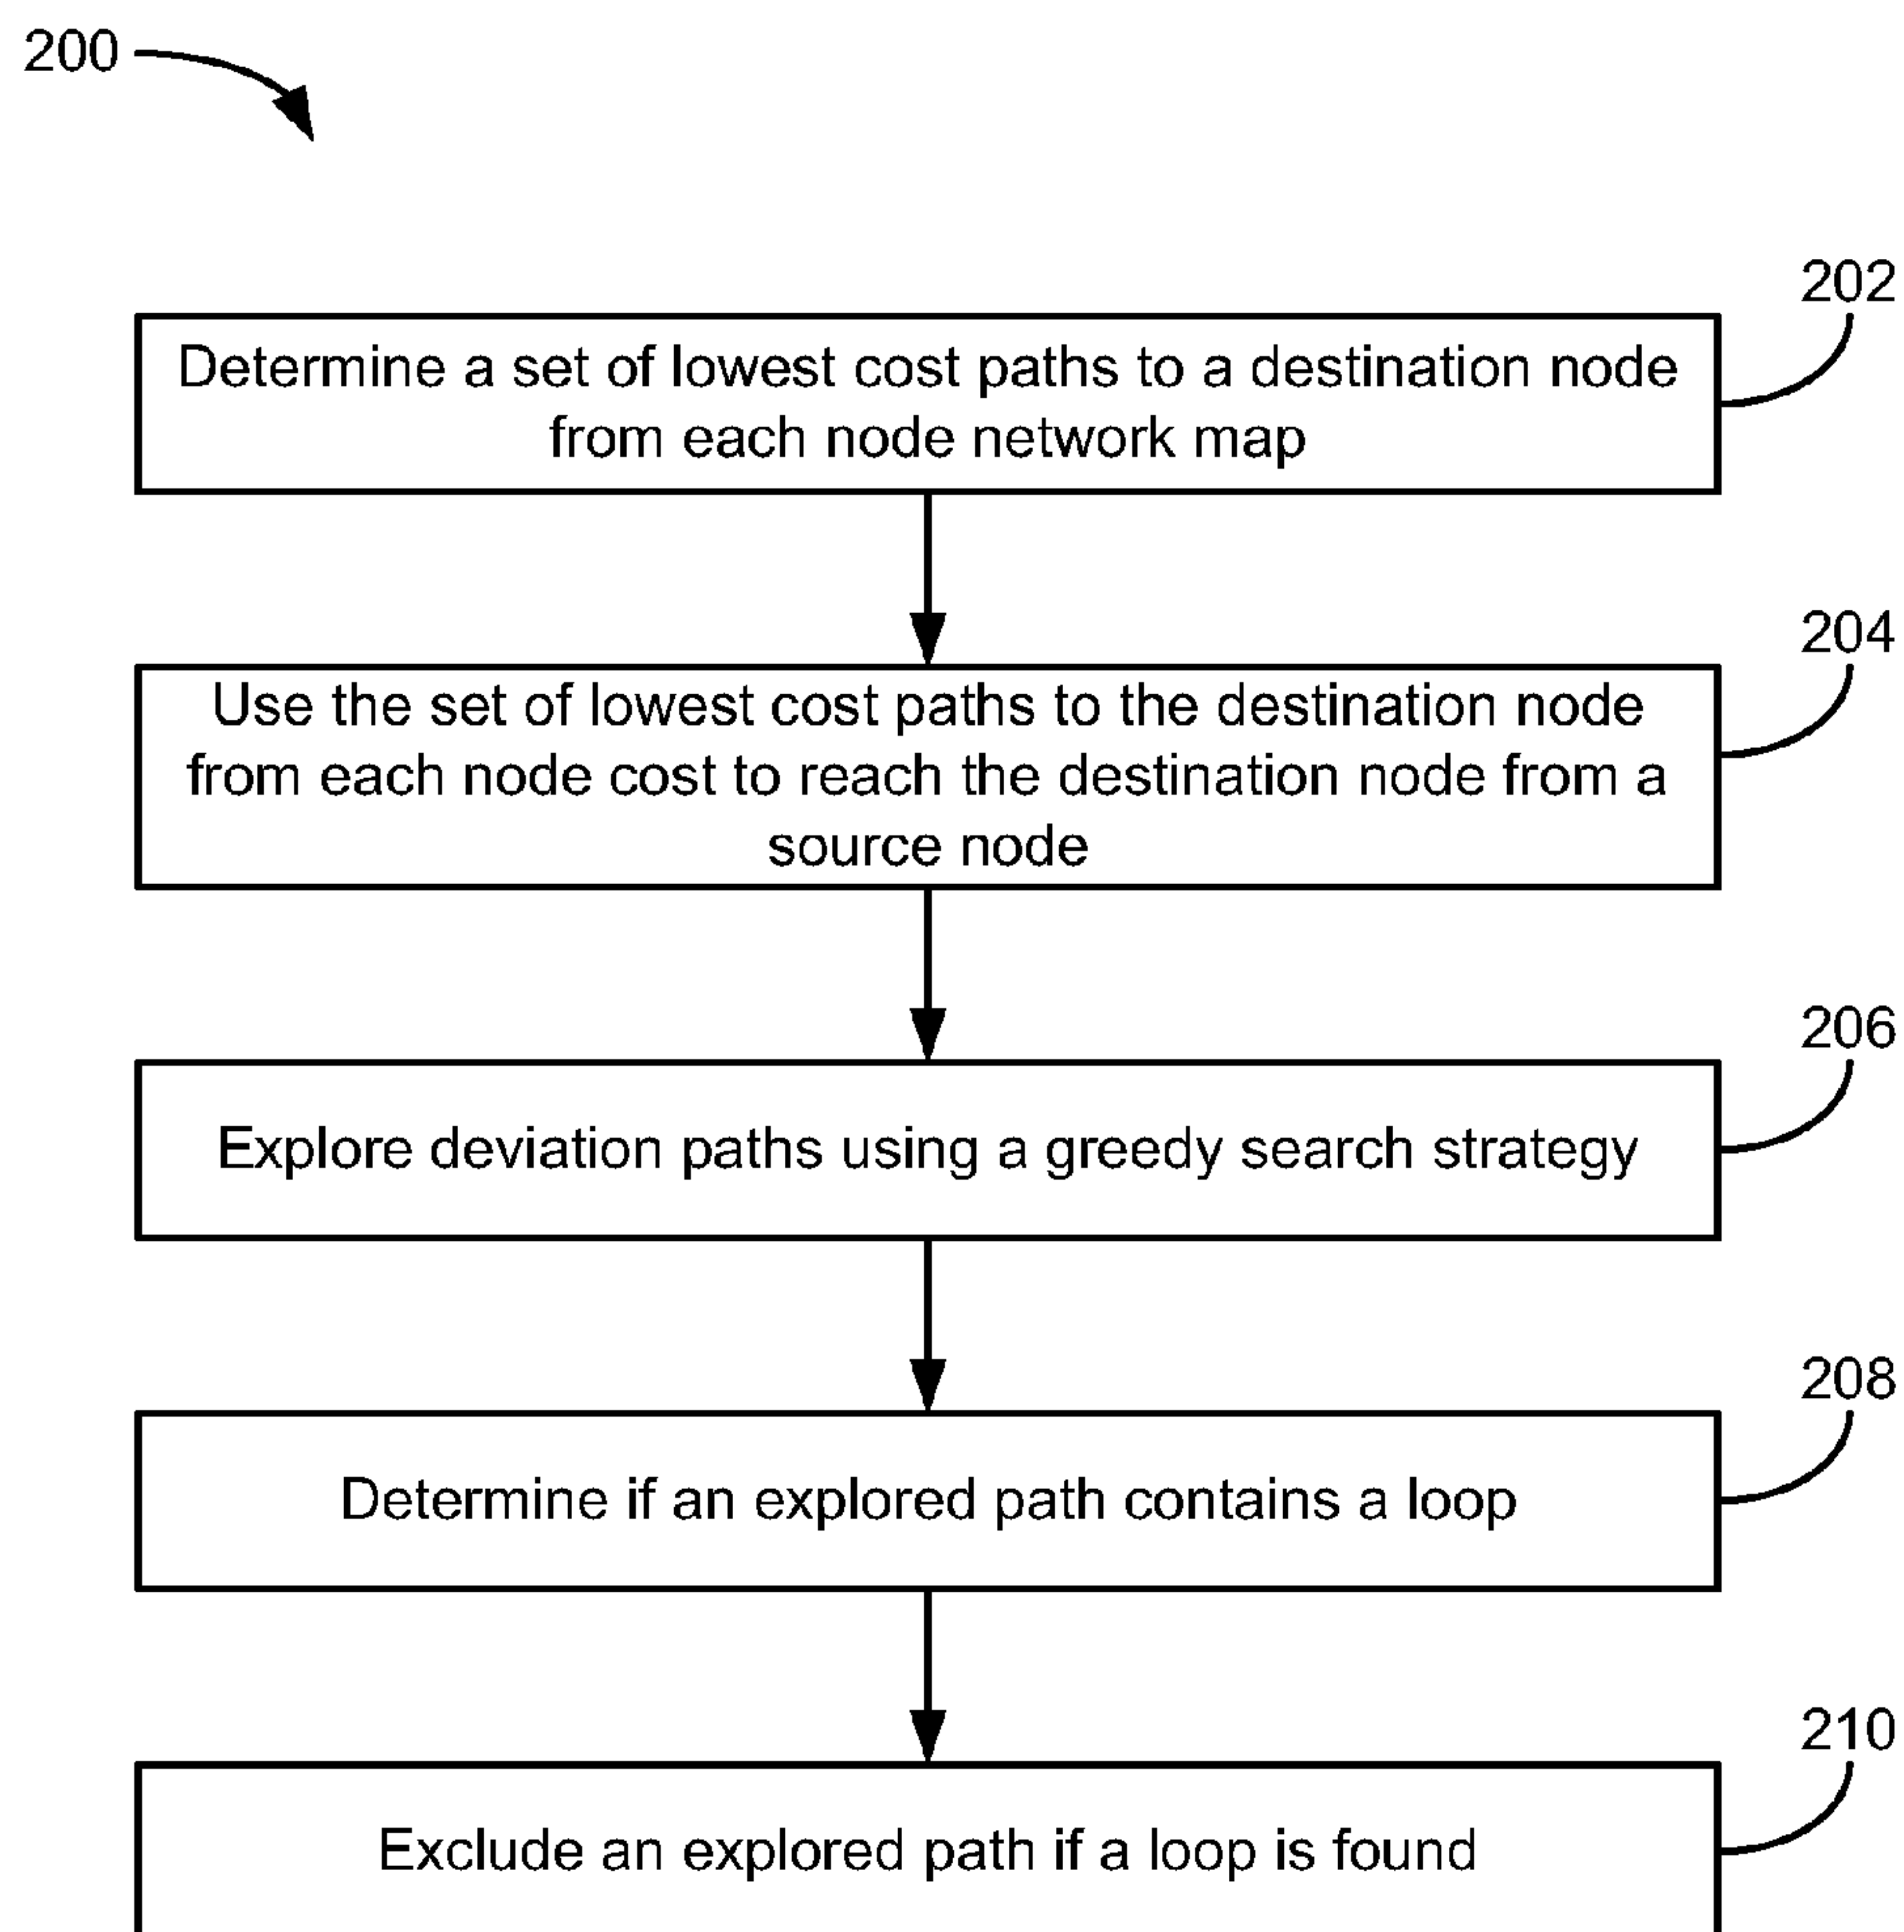 200
202
Determine a set of lowest cost paths to a destination node
from each node network map
204
Use the set of lowest cost paths to the destination node
from each node cost to reach the destination node from a
source node
206
Explore deviation paths using a greedy search strategy
208
Determine if an explored path contains a loop
210
Exclude an explored path if a loop is found